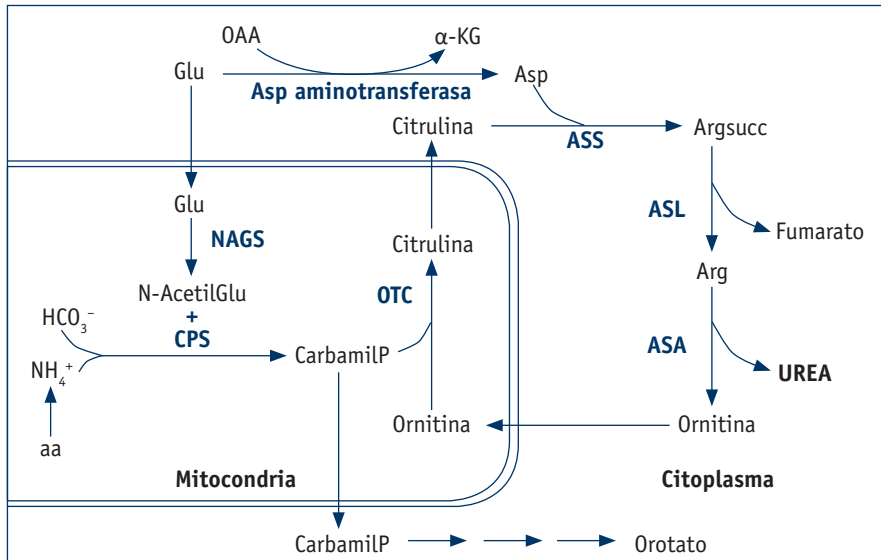 OAA
α-KG
Glu
Asp
Asp aminotransferasa
Citrulina
ASS
Argsucc
Glu
NAGS
Citrulina
ASL
Fumarato
N-AcetilGlu
+
CPS
OTC
Arg
HCO₃⁻
CarbamilP
ASA
NH₄⁺
UREA
aa
Ornitina
Ornitina
Mitocondria
Citoplasma
CarbamilP
Orotato